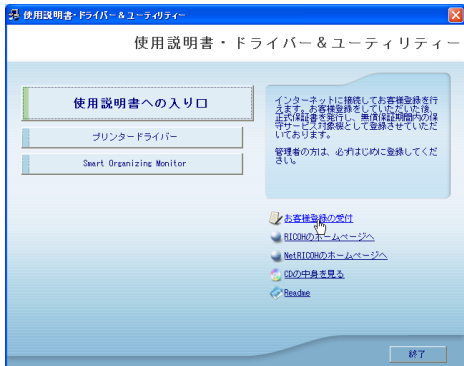 使用説明書・ドライバー＆ユーティリティー
使用説明書・ドライバー＆ユーティリティー
使用説明書への入り口
プリンタードライバー
Smart Organizing Monitor
インターネットに接続してお客様登録を行
えます。お客様登録をしていただいた後、
正式保証書を発行し、無償保証期間内の保
守サービス対象機として登録させていただ
いております。
管理者の方は、必ずはじめに登録してくだ
さい。
お客様登録の受付
RICOHのホームページへ
NetRICOHのホームページへ
CDの中身を見る
Readme
終了